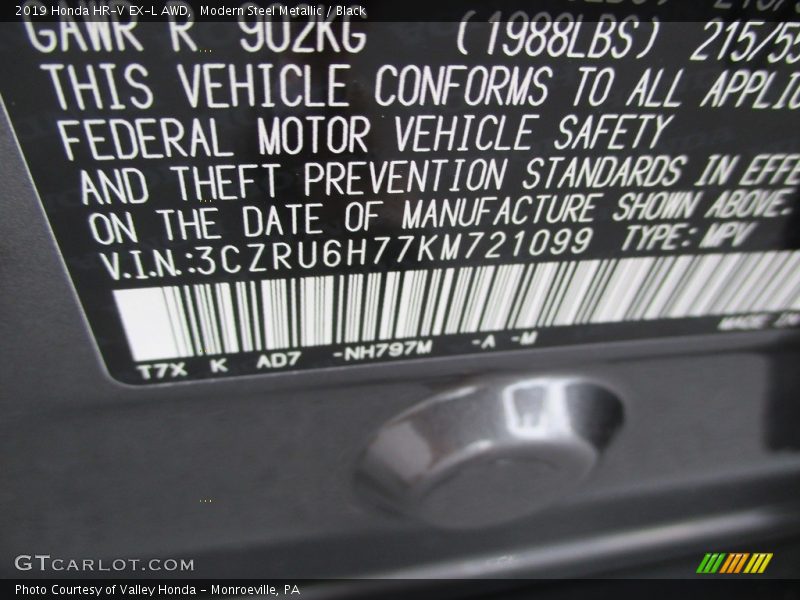 2019 Honda HR-V EX-L AWD, Modern Steel Metallic / Black
GAWR R 902KG (1988LBS) 215/55
THIS VEHICLE CONFORMS TO ALL APPLIC
FEDERAL MOTOR VEHICLE SAFETY
AND THEFT PREVENTION STANDARDS IN EFFE
ON THE DATE OF MANUFACTURE SHOWN ABOVE.
V.I.N.:3CZRU6H77KM721099 TYPE: MPV
MADE IN
T7X K AD7 -NH797M -A -M
GTCARLOT.COM
Photo Courtesy of Valley Honda - Monroeville, PA